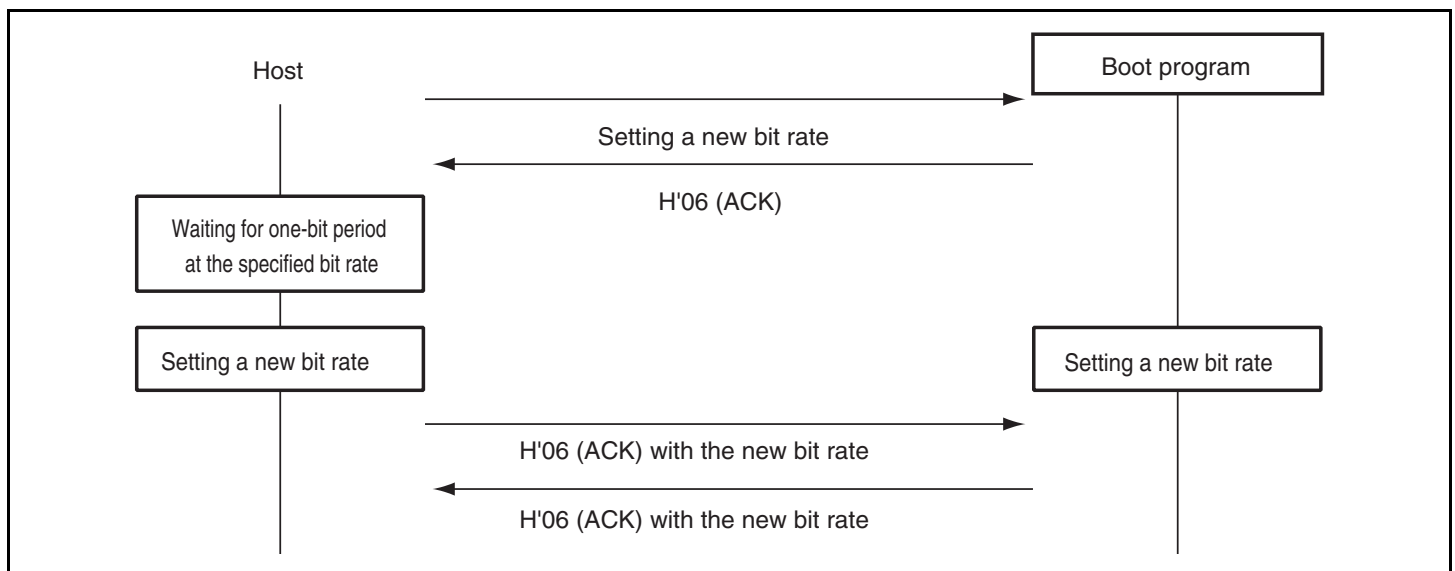 Host
Boot program
Setting a new bit rate
H'06 (ACK)
Waiting for one-bit period
at the specified bit rate
Setting a new bit rate
Setting a new bit rate
H'06 (ACK) with the new bit rate
H'06 (ACK) with the new bit rate